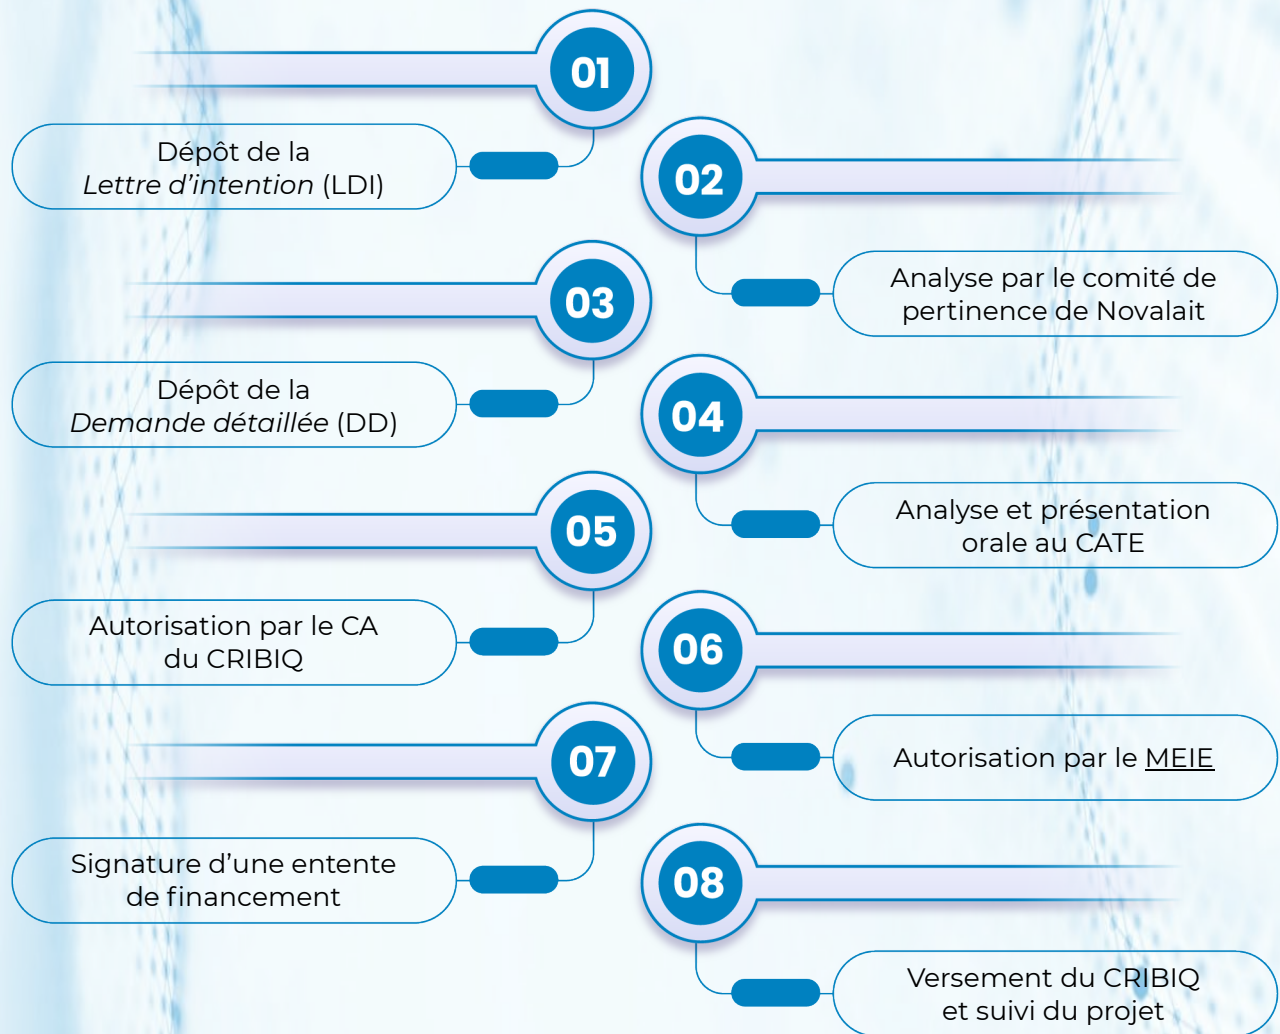 01
Dépôt de la
Lettre d’intention (LDI)
02
Analyse par le comité de
pertinence de Novalait
03
Dépôt de la
Demande détaillée (DD)
04
Analyse et présentation
orale au CATE
05
Autorisation par le CA
du CRIBIQ
06
Autorisation par le MEIE
07
Signature d’une entente
de financement
08
Versement du CRIBIQ
et suivi du projet